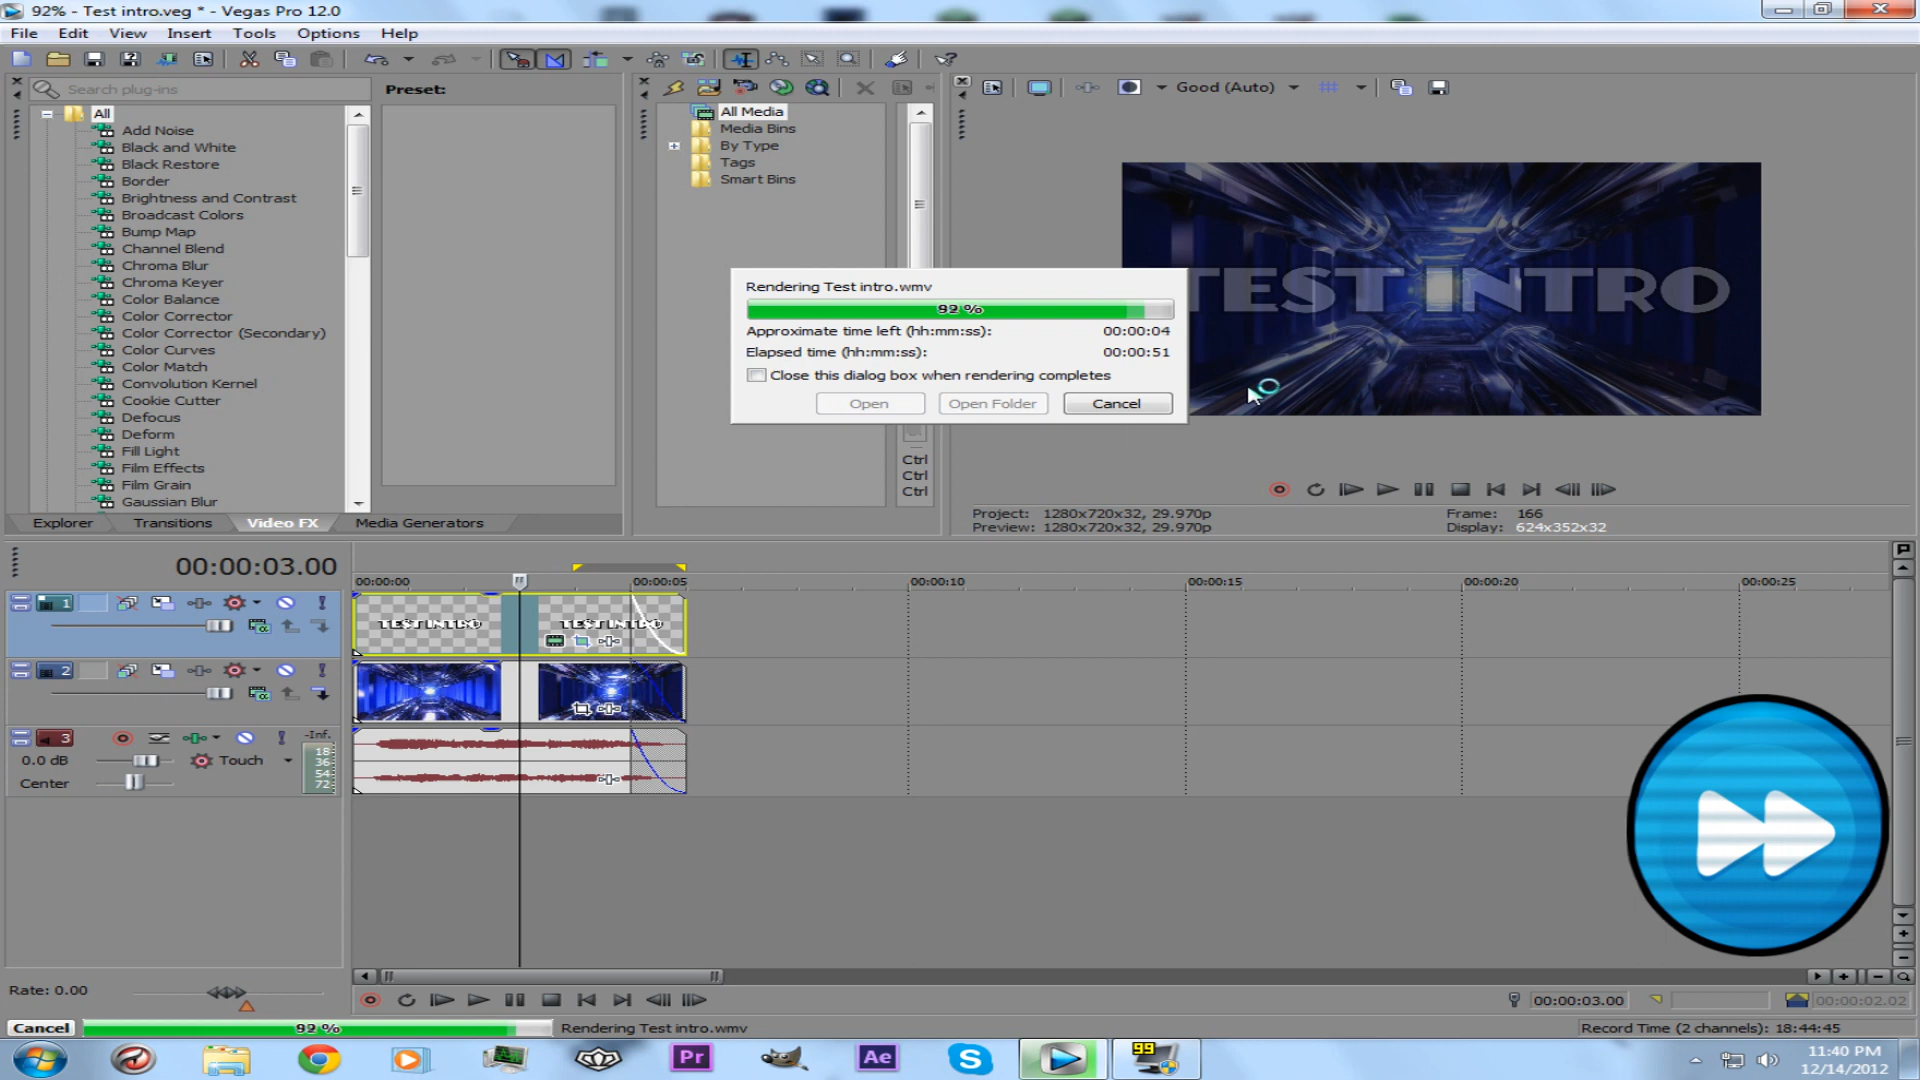 92% - Test intro.veg * - Vegas Pro 12.0
File Edit View Insert Tools Options Help
Search plug-ins
Preset:
All
Add Noise
Black and White
Black Restore
Border
Brightness and Contrast
Broadcast Colors
Bump Map
Channel Blend
Chroma Blur
Chroma Keyer
Color Balance
Color Corrector
Color Corrector (Secondary)
Color Curves
Color Match
Convolution Kernel
Cookie Cutter
Defocus
Deform
Fill Light
Film Effects
Film Grain
Gaussian Blur
Explorer Transitions Video FX Media Generators
All Media
Media Bins
By Type
Tags
Smart Bins
Ctrl
Ctrl
Ctrl
Good (Auto)
TEST INTRO
Rendering Test intro.wmv
92 %
Approximate time left (hh:mm:ss): 00:00:04
Elapsed time (hh:mm:ss): 00:00:51
Close this dialog box when rendering completes
Open Open Folder Cancel
Project: 1280x720x32, 29.970p Frame: 166
Preview: 1280x720x32, 29.970p Display: 624x352x32
00:00:03.00
00:00:00 00:00:05 00:00:10 00:00:15 00:00:20 00:00:25
1
TEST INTRO TEST INTRO
2
3
-Inf.
0.0 dB Touch
Center
18
36
54
72
Rate: 0.00
00:00:03.00 00:00:02.02
Cancel 92 % Rendering Test intro.wmv Record Time (2 channels): 18:44:45
Pr Ae S 99
11:40 PM
12/14/2012